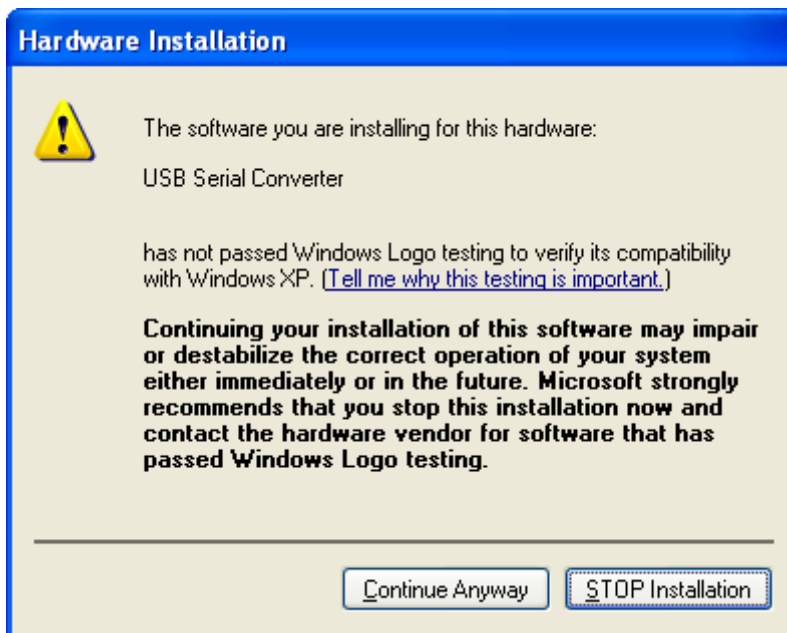 Hardware Installation
The software you are installing for this hardware:
USB Serial Converter
has not passed Windows Logo testing to verify its compatibility
with Windows XP. (Tell me why this testing is important.)
Continuing your installation of this software may impair
or destabilize the correct operation of your system
either immediately or in the future. Microsoft strongly
recommends that you stop this installation now and
contact the hardware vendor for software that has
passed Windows Logo testing.
Continue Anyway
STOP Installation